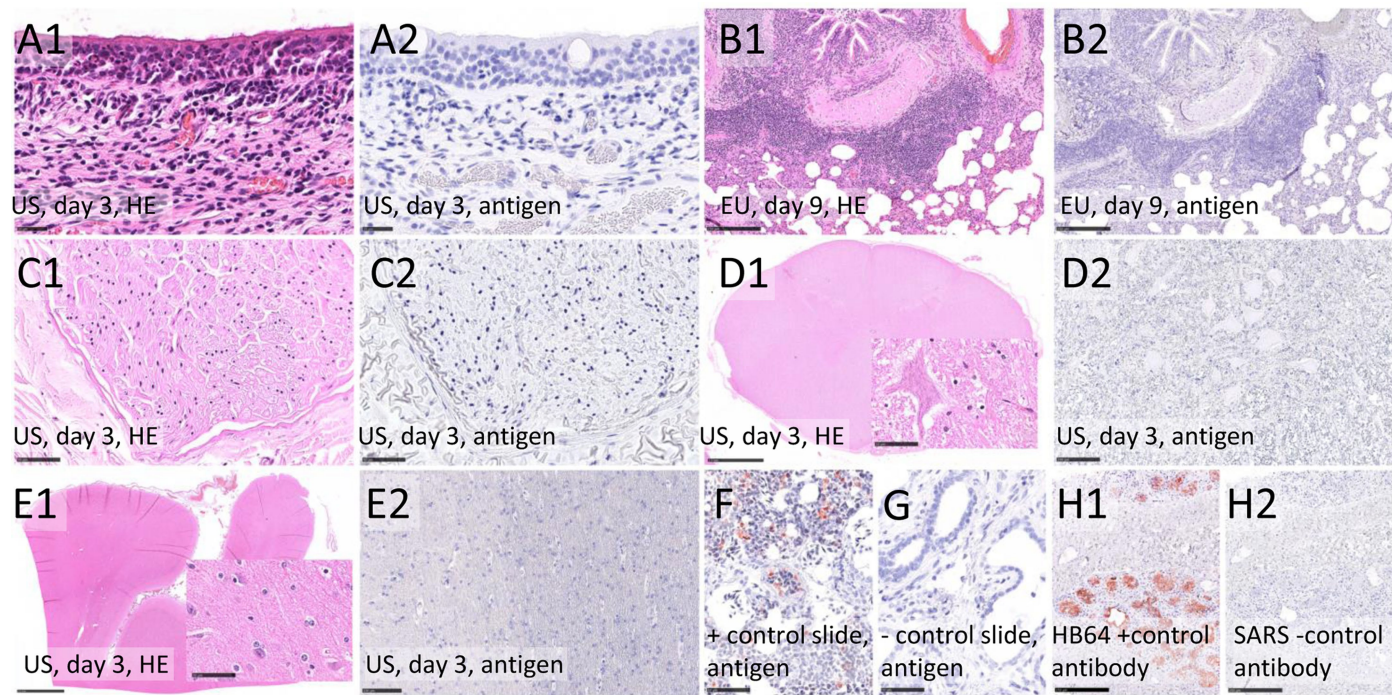 A1
US, day 3, HE
A2
US, day 3, antigen
B1
EU, day 9, HE
B2
EU, day 9, antigen
C1
US, day 3, HE
C2
US, day 3, antigen
D1
US, day 3, HE
D2
US, day 3, antigen
E1
US, day 3, HE
E2
US, day 3, antigen
F
+ control slide,
antigen
G
- control slide,
antigen
H1
HB64 +control
antibody
H2
SARS -control
antibody